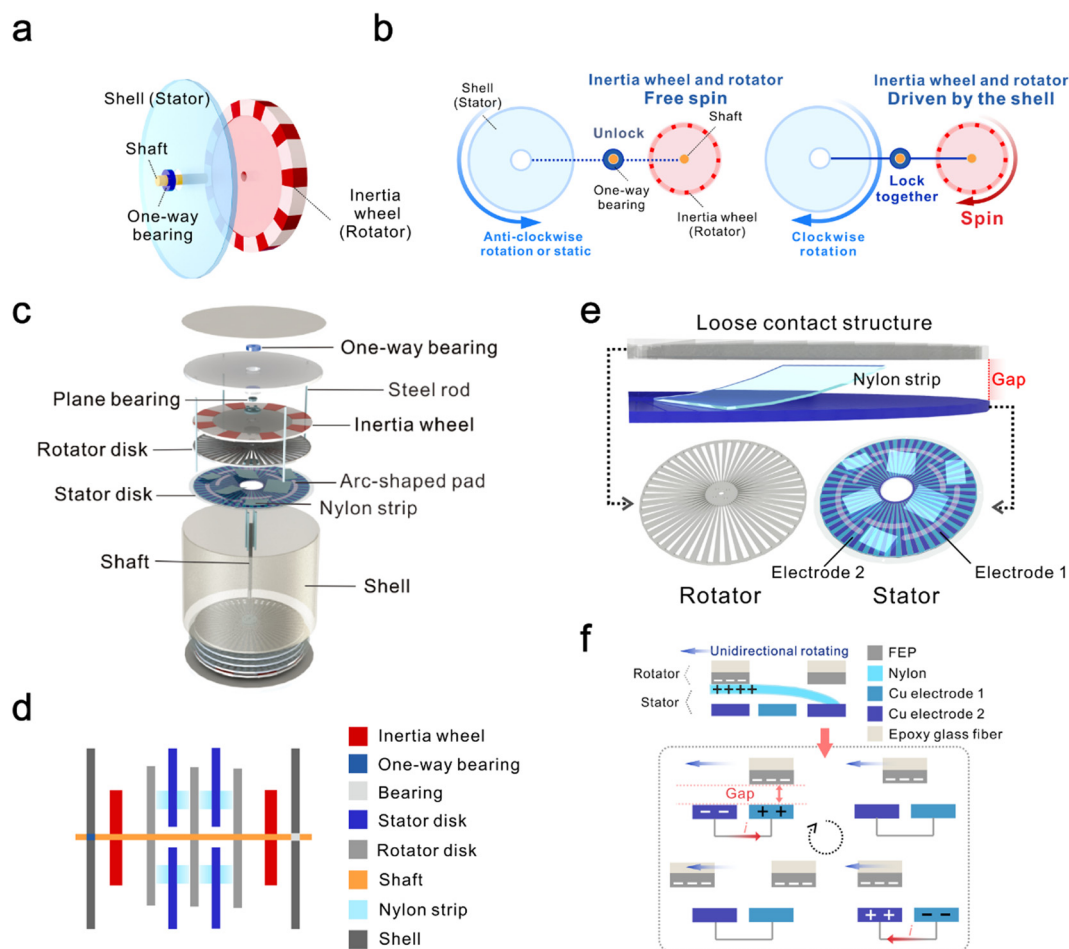 a
Shell (Stator)
Shaft
One-way
bearing
Inertia
wheel
(Rotator)
b
Shell
(Stator)
Inertia wheel and rotator
Free spin
Unlock
Shaft
One-way
bearing
Inertia wheel
(Rotator)
Anti-clockwise
rotation or static
Inertia wheel and rotator
Driven by the shell
Lock
together
Spin
Clockwise
rotation
c
One-way bearing
Steel rod
Plane bearing
Inertia wheel
Rotator disk
Arc-shaped pad
Stator disk
Nylon strip
Shaft
Shell
d
Inertia wheel
One-way bearing
Bearing
Stator disk
Rotator disk
Shaft
Nylon strip
Shell
e
Loose contact structure
Nylon strip
Gap
Electrode 2
Electrode 1
Rotator
Stator
f
Unidirectional rotating
Rotator
Stator
FEP
Nylon
Cu electrode 1
Cu electrode 2
Epoxy glass fiber
Gap
i
i